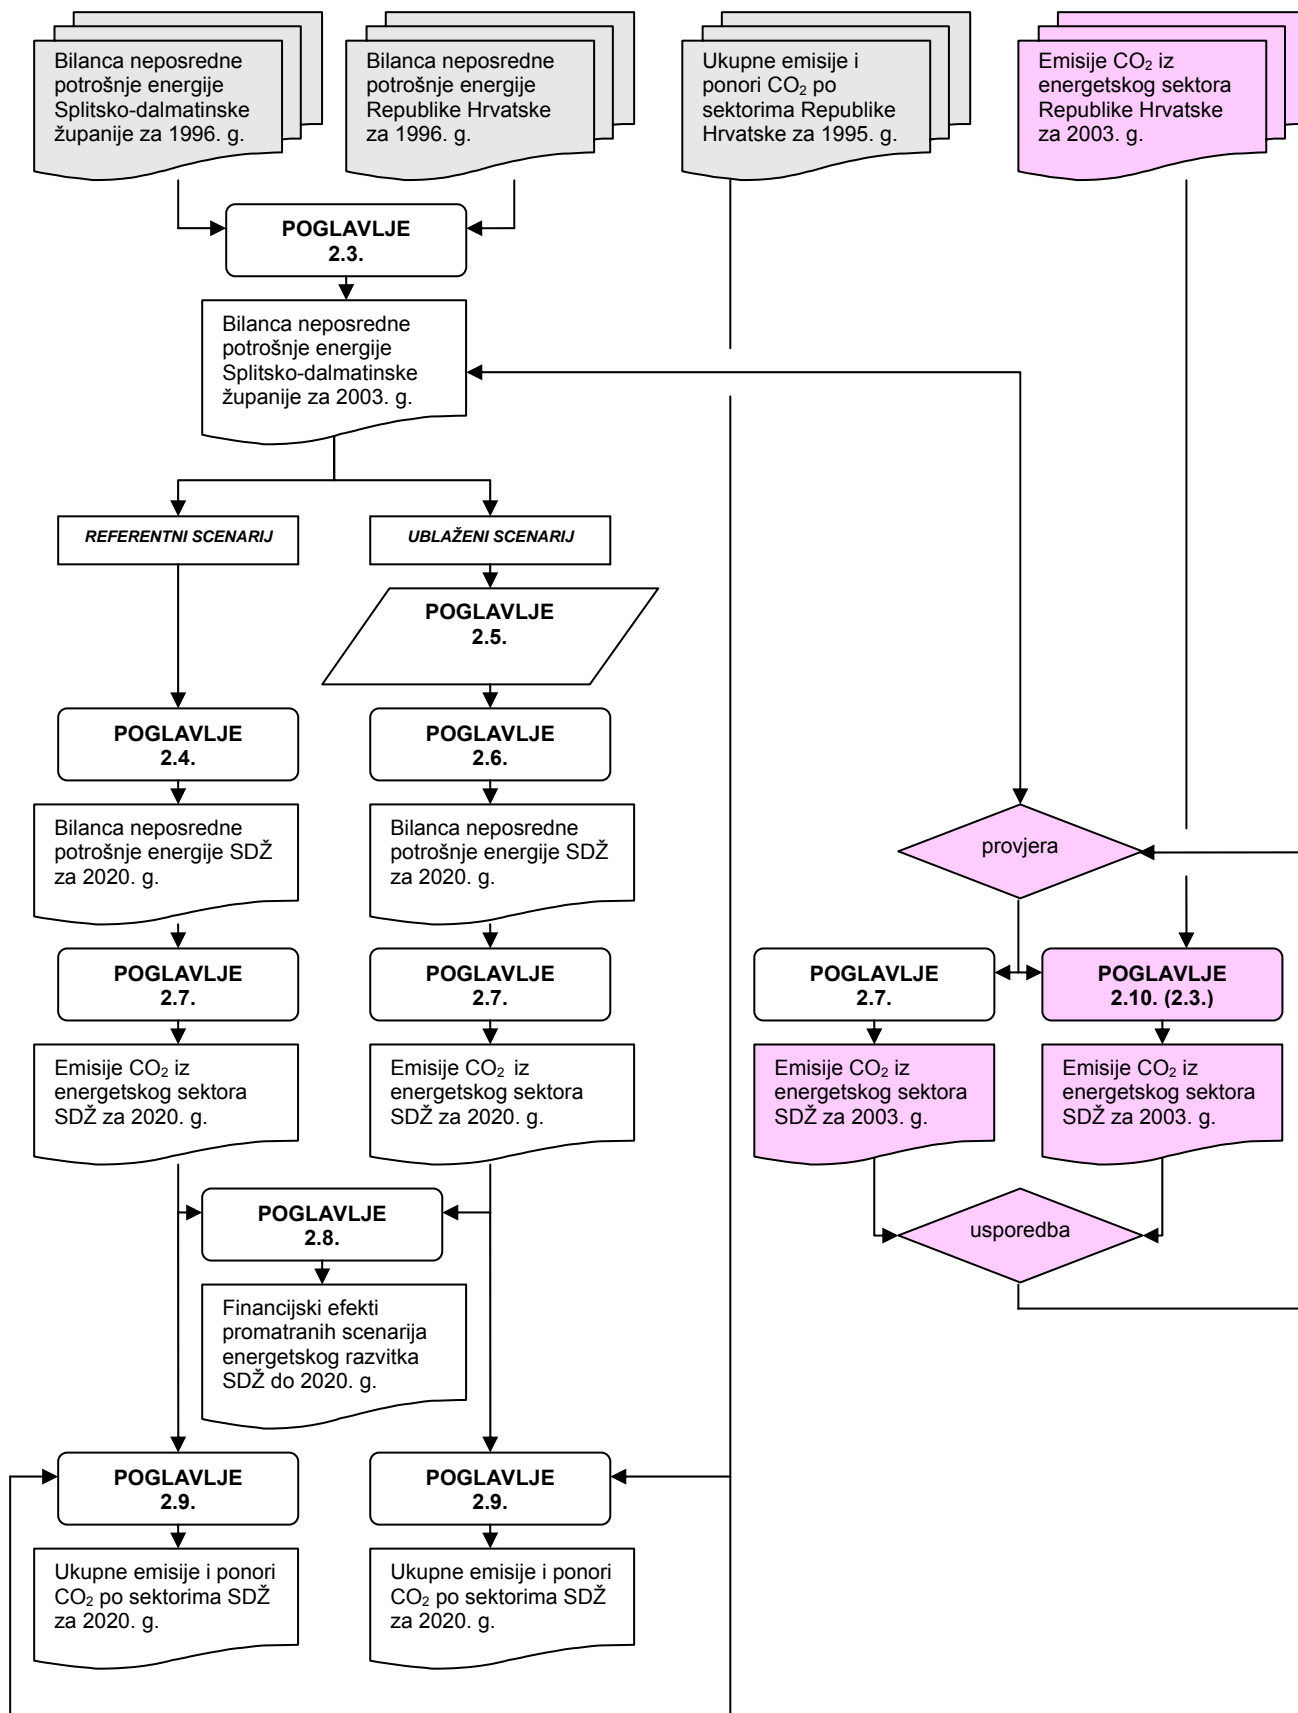 Bilanca neposredne
potrošnje energije
Splitsko-dalmatinske
županije za 1996. g.
Bilanca neposredne
potrošnje energije
Republike Hrvatske
za 1996. g.
Ukupne emisije i
ponori CO₂ po
sektorima Republike
Hrvatske za 1995. g.
Emisije CO₂ iz
energetskog sektora
Republike Hrvatske
za 2003. g.
POGLAVLJE
2.3.
Bilanca neposredne
potrošnje energije
Splitsko-dalmatinske
županije za 2003. g.
REFERENTNI SCENARIJ
UBLAŽENI SCENARIJ
POGLAVLJE
2.5.
POGLAVLJE
2.4.
POGLAVLJE
2.6.
Bilanca neposredne
potrošnje energije SDŽ
za 2020. g.
Bilanca neposredne
potrošnje energije SDŽ
za 2020. g.
provjera
POGLAVLJE
2.7.
POGLAVLJE
2.7.
POGLAVLJE
2.7.
POGLAVLJE
2.10. (2.3.)
Emisije CO₂ iz
energetskog sektora
SDŽ za 2020. g.
Emisije CO₂ iz
energetskog sektora
SDŽ za 2020. g.
Emisije CO₂ iz
energetskog sektora
SDŽ za 2003. g.
Emisije CO₂ iz
energetskog sektora
SDŽ za 2003. g.
POGLAVLJE
2.8.
usporedba
Financijski efekti
promatranih scenarija
energetskog razvitka
SDŽ do 2020. g.
POGLAVLJE
2.9.
POGLAVLJE
2.9.
Ukupne emisije i ponori
CO₂ po sektorima SDŽ
za 2020. g.
Ukupne emisije i ponori
CO₂ po sektorima SDŽ
za 2020. g.